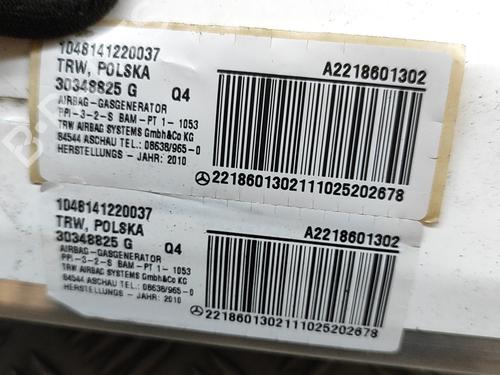 1048141220037
TRW, POLSKA
30348825 G Q4
AIRBAG-GASGENERATOR
PPI-3-2-S BAM-PT 1- 1053
TRW AIRBAG SYSTEMS GmbH&Co KG
84544 ASCHAU TEL.: 08638/965-0
HERSTELLUNGS - JAHR: 2010
A2218601302
2218601302111025202678
1048141220037
TRW, POLSKA
30348825 G Q4
AIRBAG-GASGENERATOR
PPI-3-2-S BAM-PT 1- 1053
TRW AIRBAG SYSTEMS GmbH&Co KG
84544 ASCHAU TEL.: 08638/965-0
HERSTELLUNGS - JAHR: 2010
A2218601302
2218601302111025202678